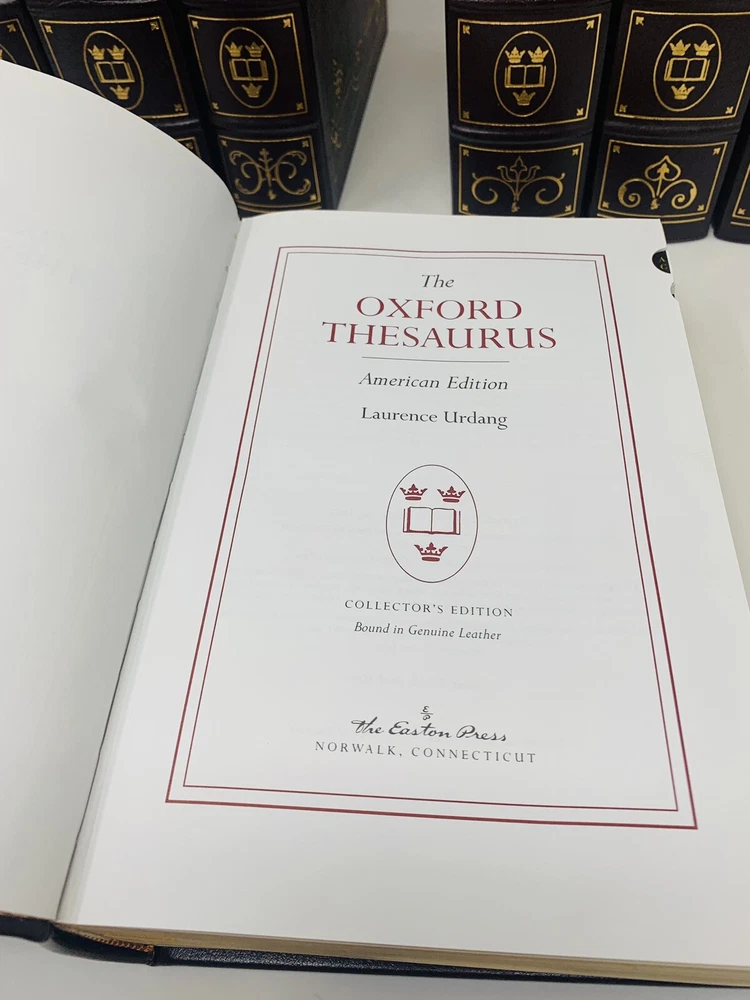 The
OXFORD
THESAURUS
American Edition
Laurence Urdang
COLLECTOR'S EDITION
Bound in Genuine Leather
The Easton Press
NORWALK, CONNECTICUT